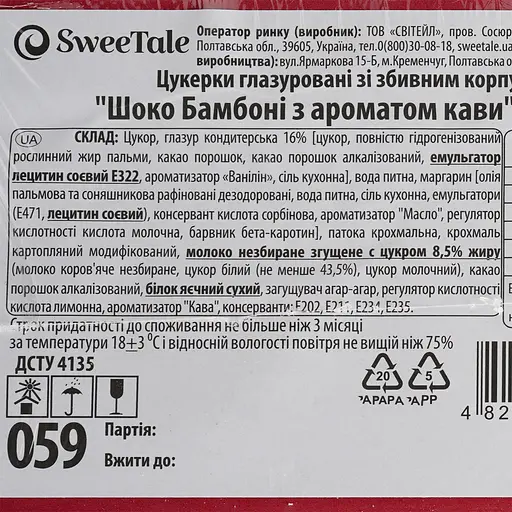 SweeTale
Оператор ринку (виробник): ТОВ «СВІТЕЙЛ», пров. Сосюр
Полтавська обл., 39605, Україна, тел.0(800)30-08-18, sweetale.ua
виробництва): вул.Ярмаркова 15-Б, м.Кременчуг, Полтавська о
Цукерки глазуровані зі збивним корпу
"Шоко Бамбоні з ароматом кави"
UA СКЛАД: Цукор, глазур кондитерська 16% [цукор, повністю гідрогенізований
рослинний жир пальми, какао порошок, какао порошок алкалізований, емульгатор
лецитин соєвий Е322, ароматизатор «Ванілін», сіль кухонна], вода питна, маргарин [олія
пальмова та соняшникова рафіновані дезодоровані, вода питна, сіль кухонна, емульгатори
(Е471, лецитин соєвий), консервант кислота сорбінова, ароматизатор "Масло", регулятор
кислотності кислота молочна, барвник бета-каротин], патока крохмальна, крохмаль
картопляний модифікований, молоко незбиране згущене с цукром 8,5% жиру
(молоко коров'яче незбиране, цукор білий (не менше 43,5%), цукор молочний), какао
порошок алкалізований, білок яєчний сухий, загущувач агар-агар, регулятор кислотності
кислота лимонна, ароматизатор "Кава", консерванти: Е202, Е211, Е234, Е235.
Строк придатності до споживання не більше ніж 3 місяці
за температури 18±3 °С і відносній вологості повітря не вищій ніж 75%
ДСТУ 4135
20 5
PAP PP
4 82
059
Партія:
Вжити до: